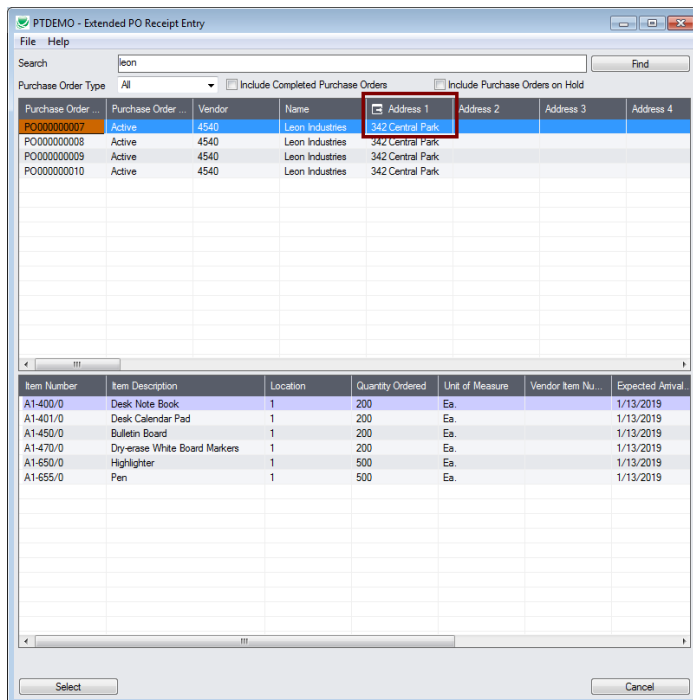 PTDEMO - Extended PO Receipt Entry
File Help
Search leon Find
Purchase Order Type All Include Completed Purchase Orders Include Purchase Orders on Hold
Purchase Order ... Purchase Order ... Vendor Name Address 1 Address 2 Address 3 Address 4
PO000000007 Active 4540 Leon Industries 342 Central Park
PO000000008 Active 4540 Leon Industries 342 Central Park
PO000000009 Active 4540 Leon Industries 342 Central Park
PO000000010 Active 4540 Leon Industries 342 Central Park
Item Number Item Description Location Quantity Ordered Unit of Measure Vendor Item Nu... Expected Arrival...
A1-400/0 Desk Note Book 1 200 Ea. 1/13/2019
A1-401/0 Desk Calendar Pad 1 200 Ea. 1/13/2019
A1-450/0 Bulletin Board 1 200 Ea. 1/13/2019
A1-470/0 Dry-erase White Board Markers 1 200 Ea. 1/13/2019
A1-650/0 Highlighter 1 500 Ea. 1/13/2019
A1-655/0 Pen 1 500 Ea. 1/13/2019
Select Cancel